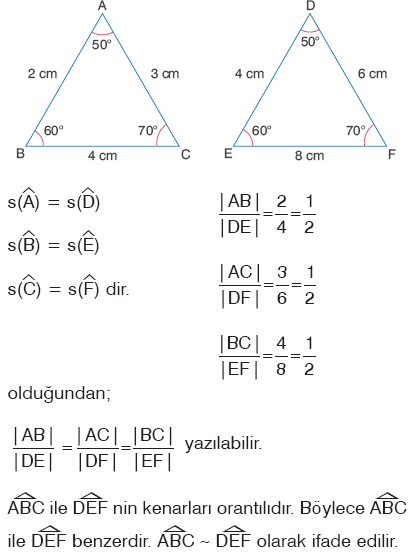 A D
50° 50°
2 cm 3 cm 4 cm 6 cm
60° 70° 60° 70°
B 4 cm C E 8 cm F
s(Â) = s(D̂) |AB|/|DE| = 2/4 = 1/2
s(B̂) = s(Ê) |AC|/|DF| = 3/6 = 1/2
s(Ĉ) = s(F̂) dir.
|BC|/|EF| = 4/8 = 1/2
olduğundan;
|AB|/|DE| = |AC|/|DF| = |BC|/|EF| yazılabilir.
ABC ile DEF nin kenarları orantılıdır. Böylece ABC
ile DEF benzerdir. ABC ~ DEF olarak ifade edilir.